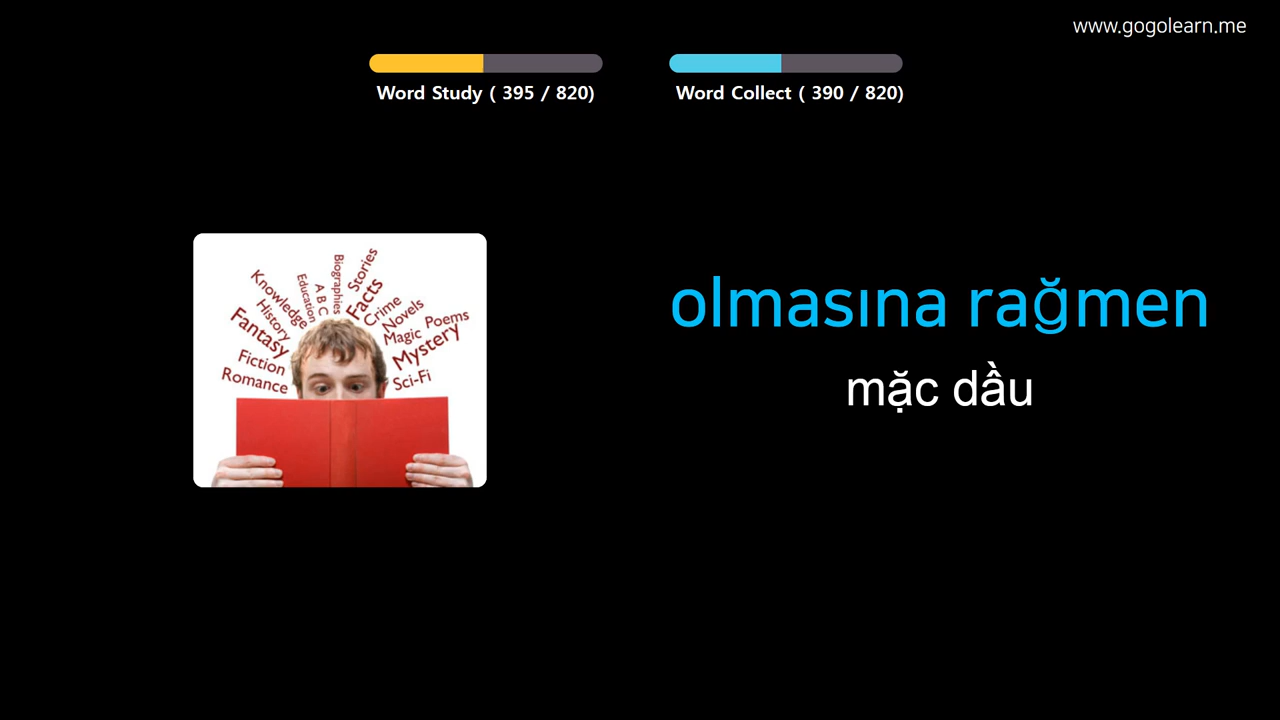 www.gogolearn.me
Word Study ( 395 / 820)
Word Collect ( 390 / 820)
olmasına rağmen
mặc dầu
Knowledge
History
Fantasy
Fiction
Romance
Education
A B C
Biographies
Stories
Facts
Crime
Novels
Magic
Poems
Mystery
Sci-Fi